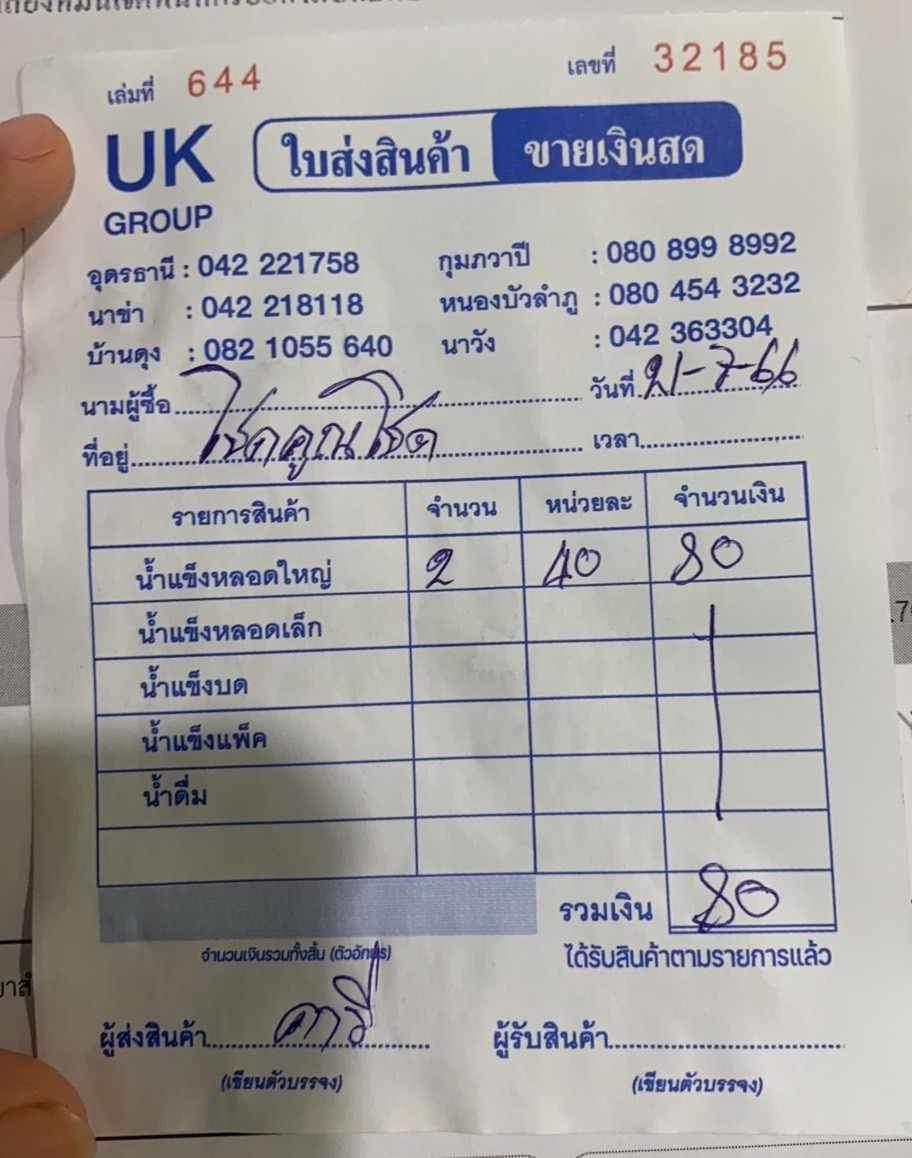 เล่มที่ 644 เลขที่ 32185
UK GROUP ใบส่งสินค้า ขายเงินสด
อุดรธานี : 042 221758 กุมภวาปี : 080 899 8992
นาข่า : 042 218118 หนองบัวลำภู : 080 454 3232
บ้านดุง : 082 1055 640 นาวัง : 042 363304
นามผู้ซื้อ วันที่ 21-7-66
ที่อยู่ โชคคูณโชค เวลา
รายการสินค้า จำนวน หน่วยละ จำนวนเงิน
น้ำแข็งหลอดใหญ่ 2 40 80
น้ำแข็งหลอดเล็ก
น้ำแข็งบด
น้ำแข็งแพ็ค
น้ำดื่ม
รวมเงิน 80
จำนวนเงินรวมทั้งสิ้น (ตัวอักษร) ได้รับสินค้าตามรายการแล้ว
ผู้ส่งสินค้า ผู้รับสินค้า
(เขียนตัวบรรจง) (เขียนตัวบรรจง)